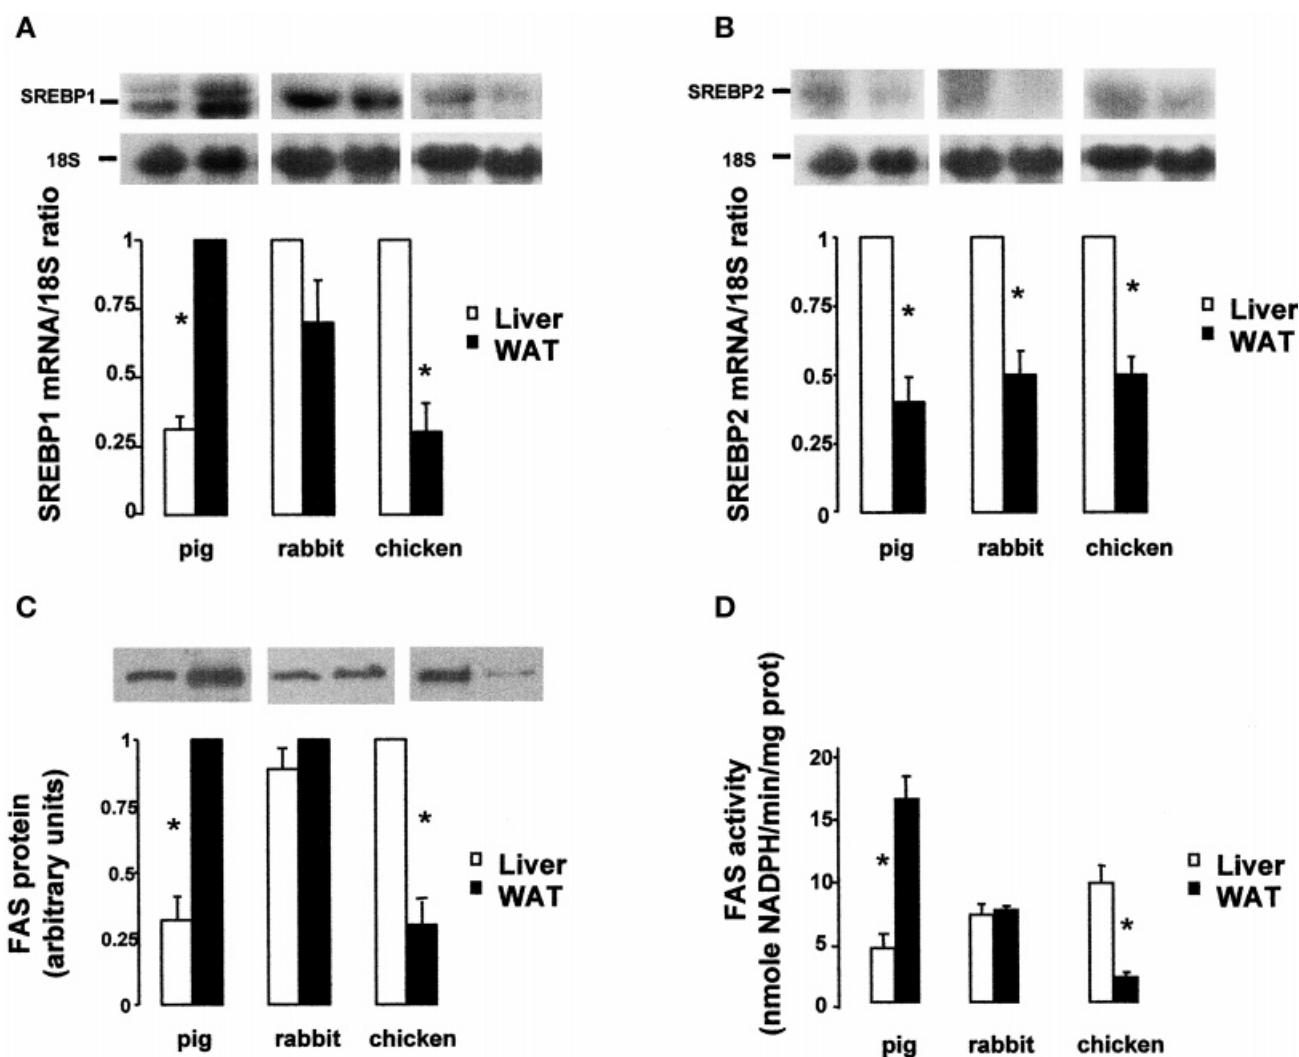 A
SREBP1
18S
SREBP1 mRNA/18S ratio
1
0.75
0.5
0.25
0
*
*
pig
rabbit
chicken
Liver
WAT
B
SREBP2
18S
SREBP2 mRNA/18S ratio
1
0.75
0.5
0.25
0
*
*
*
pig
rabbit
chicken
Liver
WAT
C
FAS protein
(arbitrary units)
1
0.75
0.5
0.25
0
*
*
pig
rabbit
chicken
Liver
WAT
D
FAS activity
(nmole NADPH/min/mg prot)
20
15
10
5
0
*
*
pig
rabbit
chicken
Liver
WAT